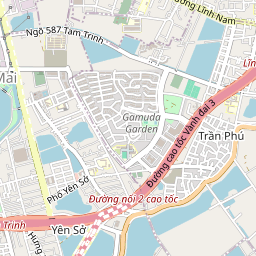 Đường Lĩnh Nam
Ngõ 587 Tam Trinh
Mai
Gamuda
Garden
Trần Phú
Đường cao tốc Vành đai 3
Phố Yên Sở
Đường nối 2 cao tốc
Trinh
Yên Sở
Hưng